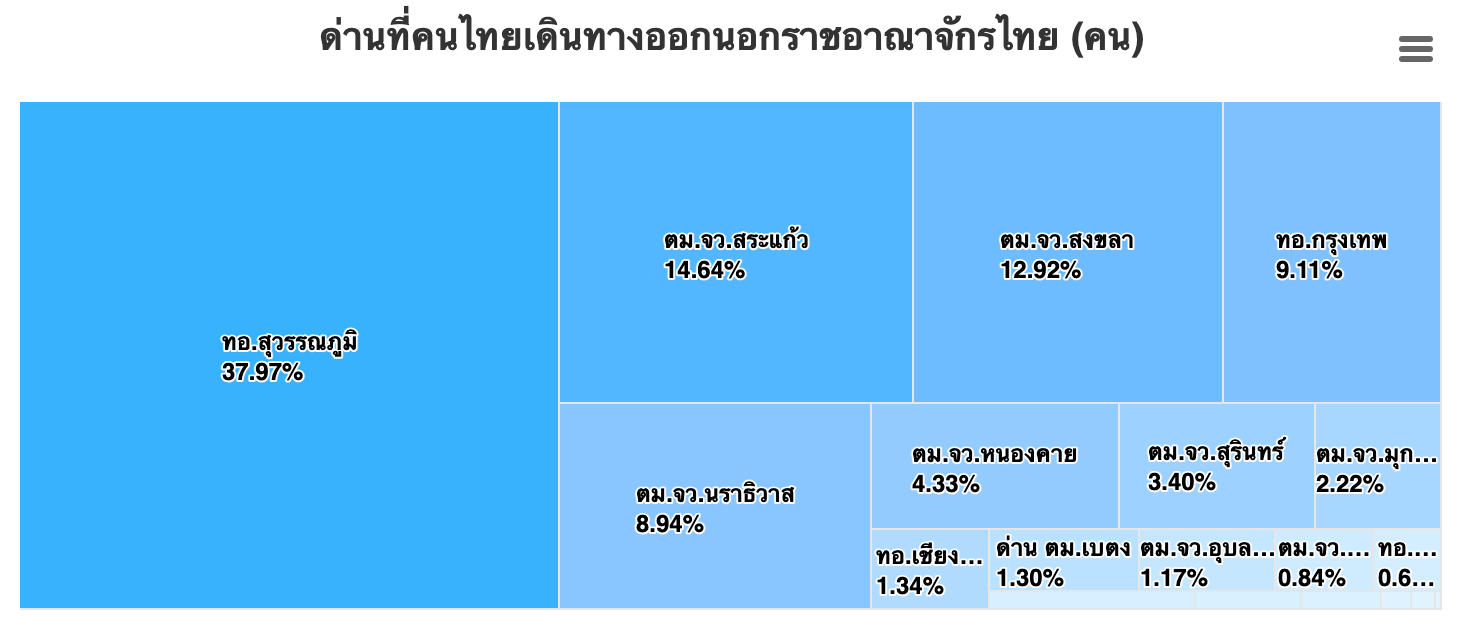 ด่านที่คนไทยเดินทางออกนอกราชอาณาจักรไทย (คน)
ทอ.สุวรรณภูมิ
37.97%
ตม.จว.สระแก้ว
14.64%
ตม.จว.สงขลา
12.92%
ทอ.กรุงเทพ
9.11%
ตม.จว.นราธิวาส
8.94%
ตม.จว.หนองคาย
4.33%
ตม.จว.สุรินทร์
3.40%
ตม.จว.มุก...
2.22%
ทอ.เชียง...
1.34%
ด่าน ตม.เบตง
1.30%
ตม.จว.อุบล...
1.17%
ตม.จว....
0.84%
ทอ....
0.6...